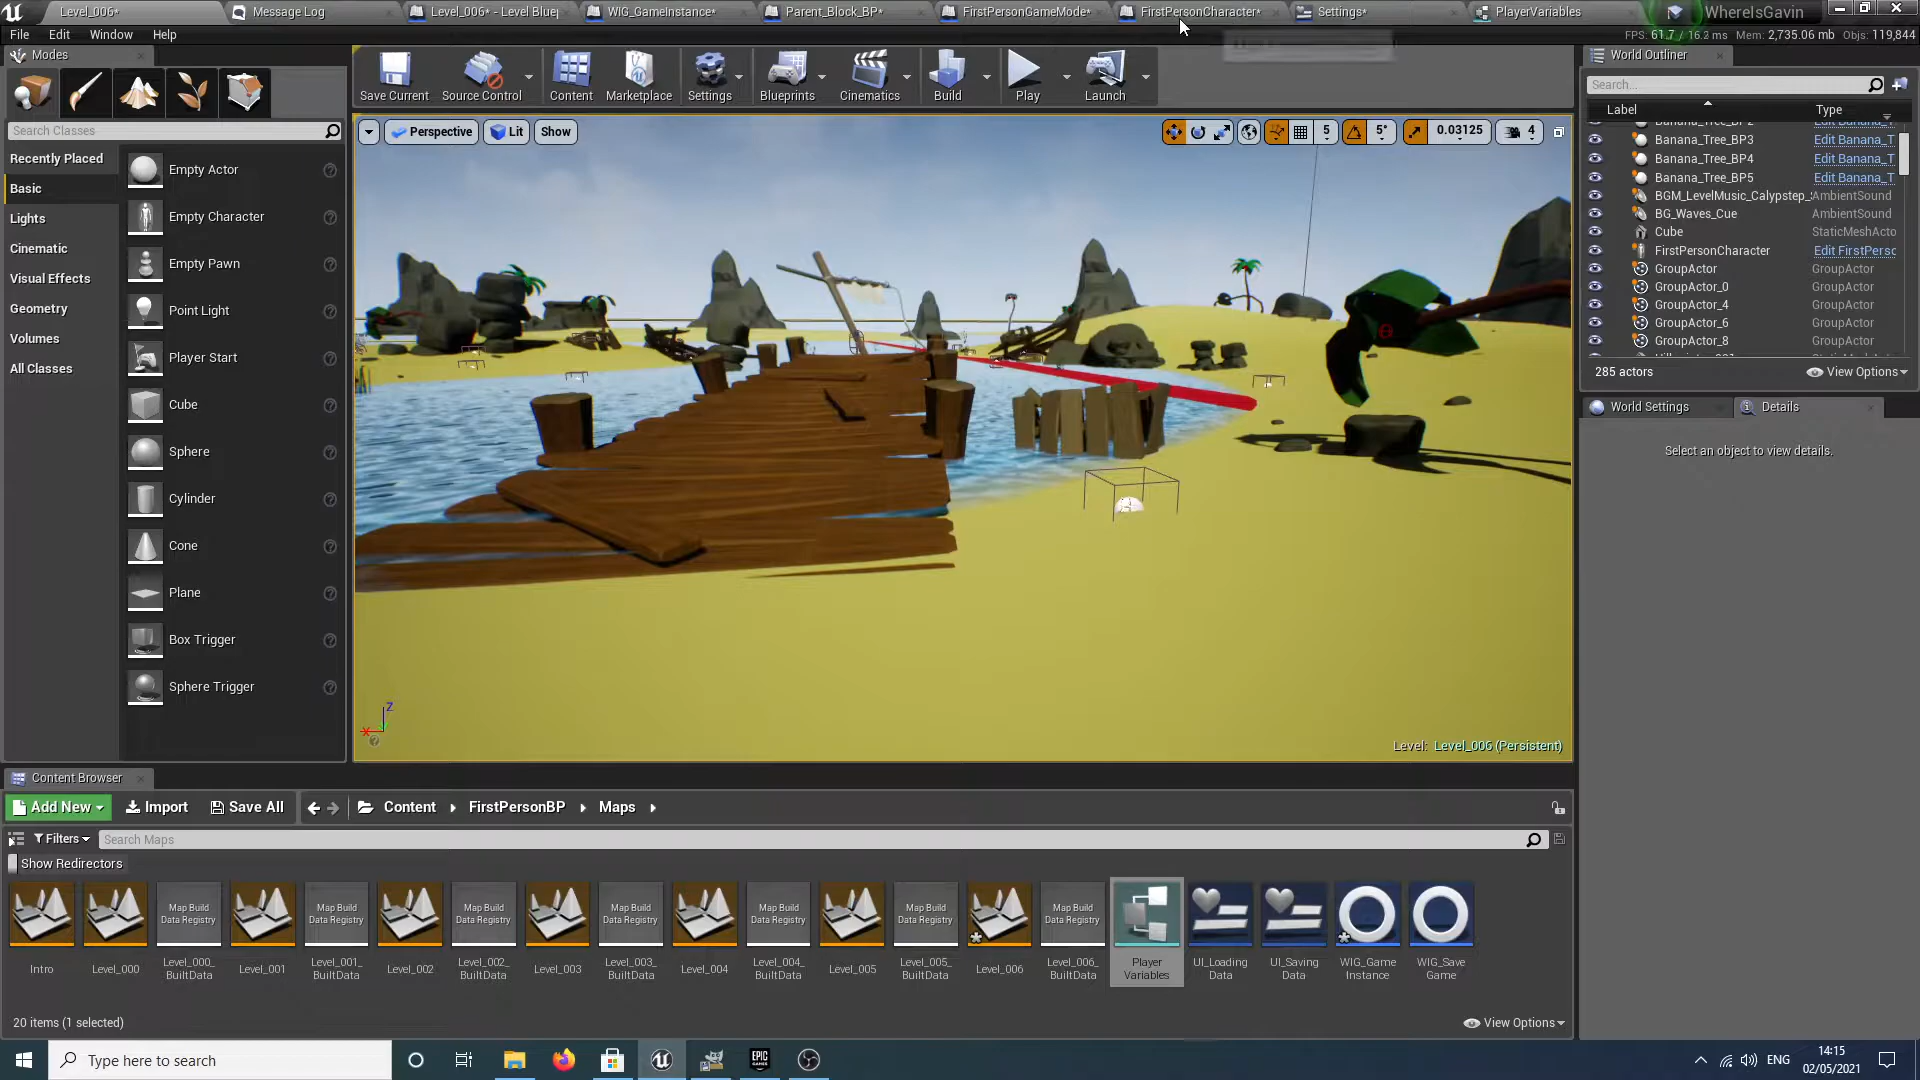 Level_006*
Message Log
Level_006* - Level Bluep
WIG_GameInstance*
Parent_Block_BP*
FirstPersonGameMode*
FirstPersonCharacter*
Settings*
PlayerVariables
WhereIsGavin
File Edit Window Help
FPS: 61.7 / 16.2 ms Mem: 2,735.06 mb Objs: 119,844
Modes
Search Classes
Recently Placed
Basic
Lights
Cinematic
Visual Effects
Geometry
Volumes
All Classes
Empty Actor
Empty Character
Empty Pawn
Point Light
Player Start
Cube
Sphere
Cylinder
Cone
Plane
Box Trigger
Sphere Trigger
Save Current
Source Control
Content
Marketplace
Settings
Blueprints
Cinematics
Build
Play
Launch
Perspective
Lit
Show
5
5°
0.03125
4
Z
X
Level: Level_006 (Persistent)
World Outliner
Search...
Label Type
Banana_Tree_BP3 Edit Banana_T
Banana_Tree_BP4 Edit Banana_T
Banana_Tree_BP5 Edit Banana_T
BGM_LevelMusic_Calypstep_ AmbientSound
BG_Waves_Cue AmbientSound
Cube StaticMeshActo
FirstPersonCharacter Edit FirstPersc
GroupActor GroupActor
GroupActor_0 GroupActor
GroupActor_4 GroupActor
GroupActor_6 GroupActor
GroupActor_8 GroupActor
285 actors
View Options
World Settings
Details
Select an object to view details.
Content Browser
Add New
Import
Save All
Content
FirstPersonBP
Maps
Filters
Search Maps
Show Redirectors
Map Build
Data Registry
Map Build
Data Registry
Map Build
Data Registry
Map Build
Data Registry
Map Build
Data Registry
Map Build
Data Registry
Map Build
Data Registry
Intro
Level_000
Level_000_
BuiltData
Level_001
Level_001_
BuiltData
Level_002
Level_002_
BuiltData
Level_003
Level_003_
BuiltData
Level_004
Level_004_
BuiltData
Level_005
Level_005_
BuiltData
Level_006
Level_006_
BuiltData
Player
Variables
UI_Loading
Data
UI_Saving
Data
WIG_Game
Instance
WIG_Save
Game
20 items (1 selected)
View Options
Type here to search
EPIC
GAMES
ENG
14:15
02/05/2021